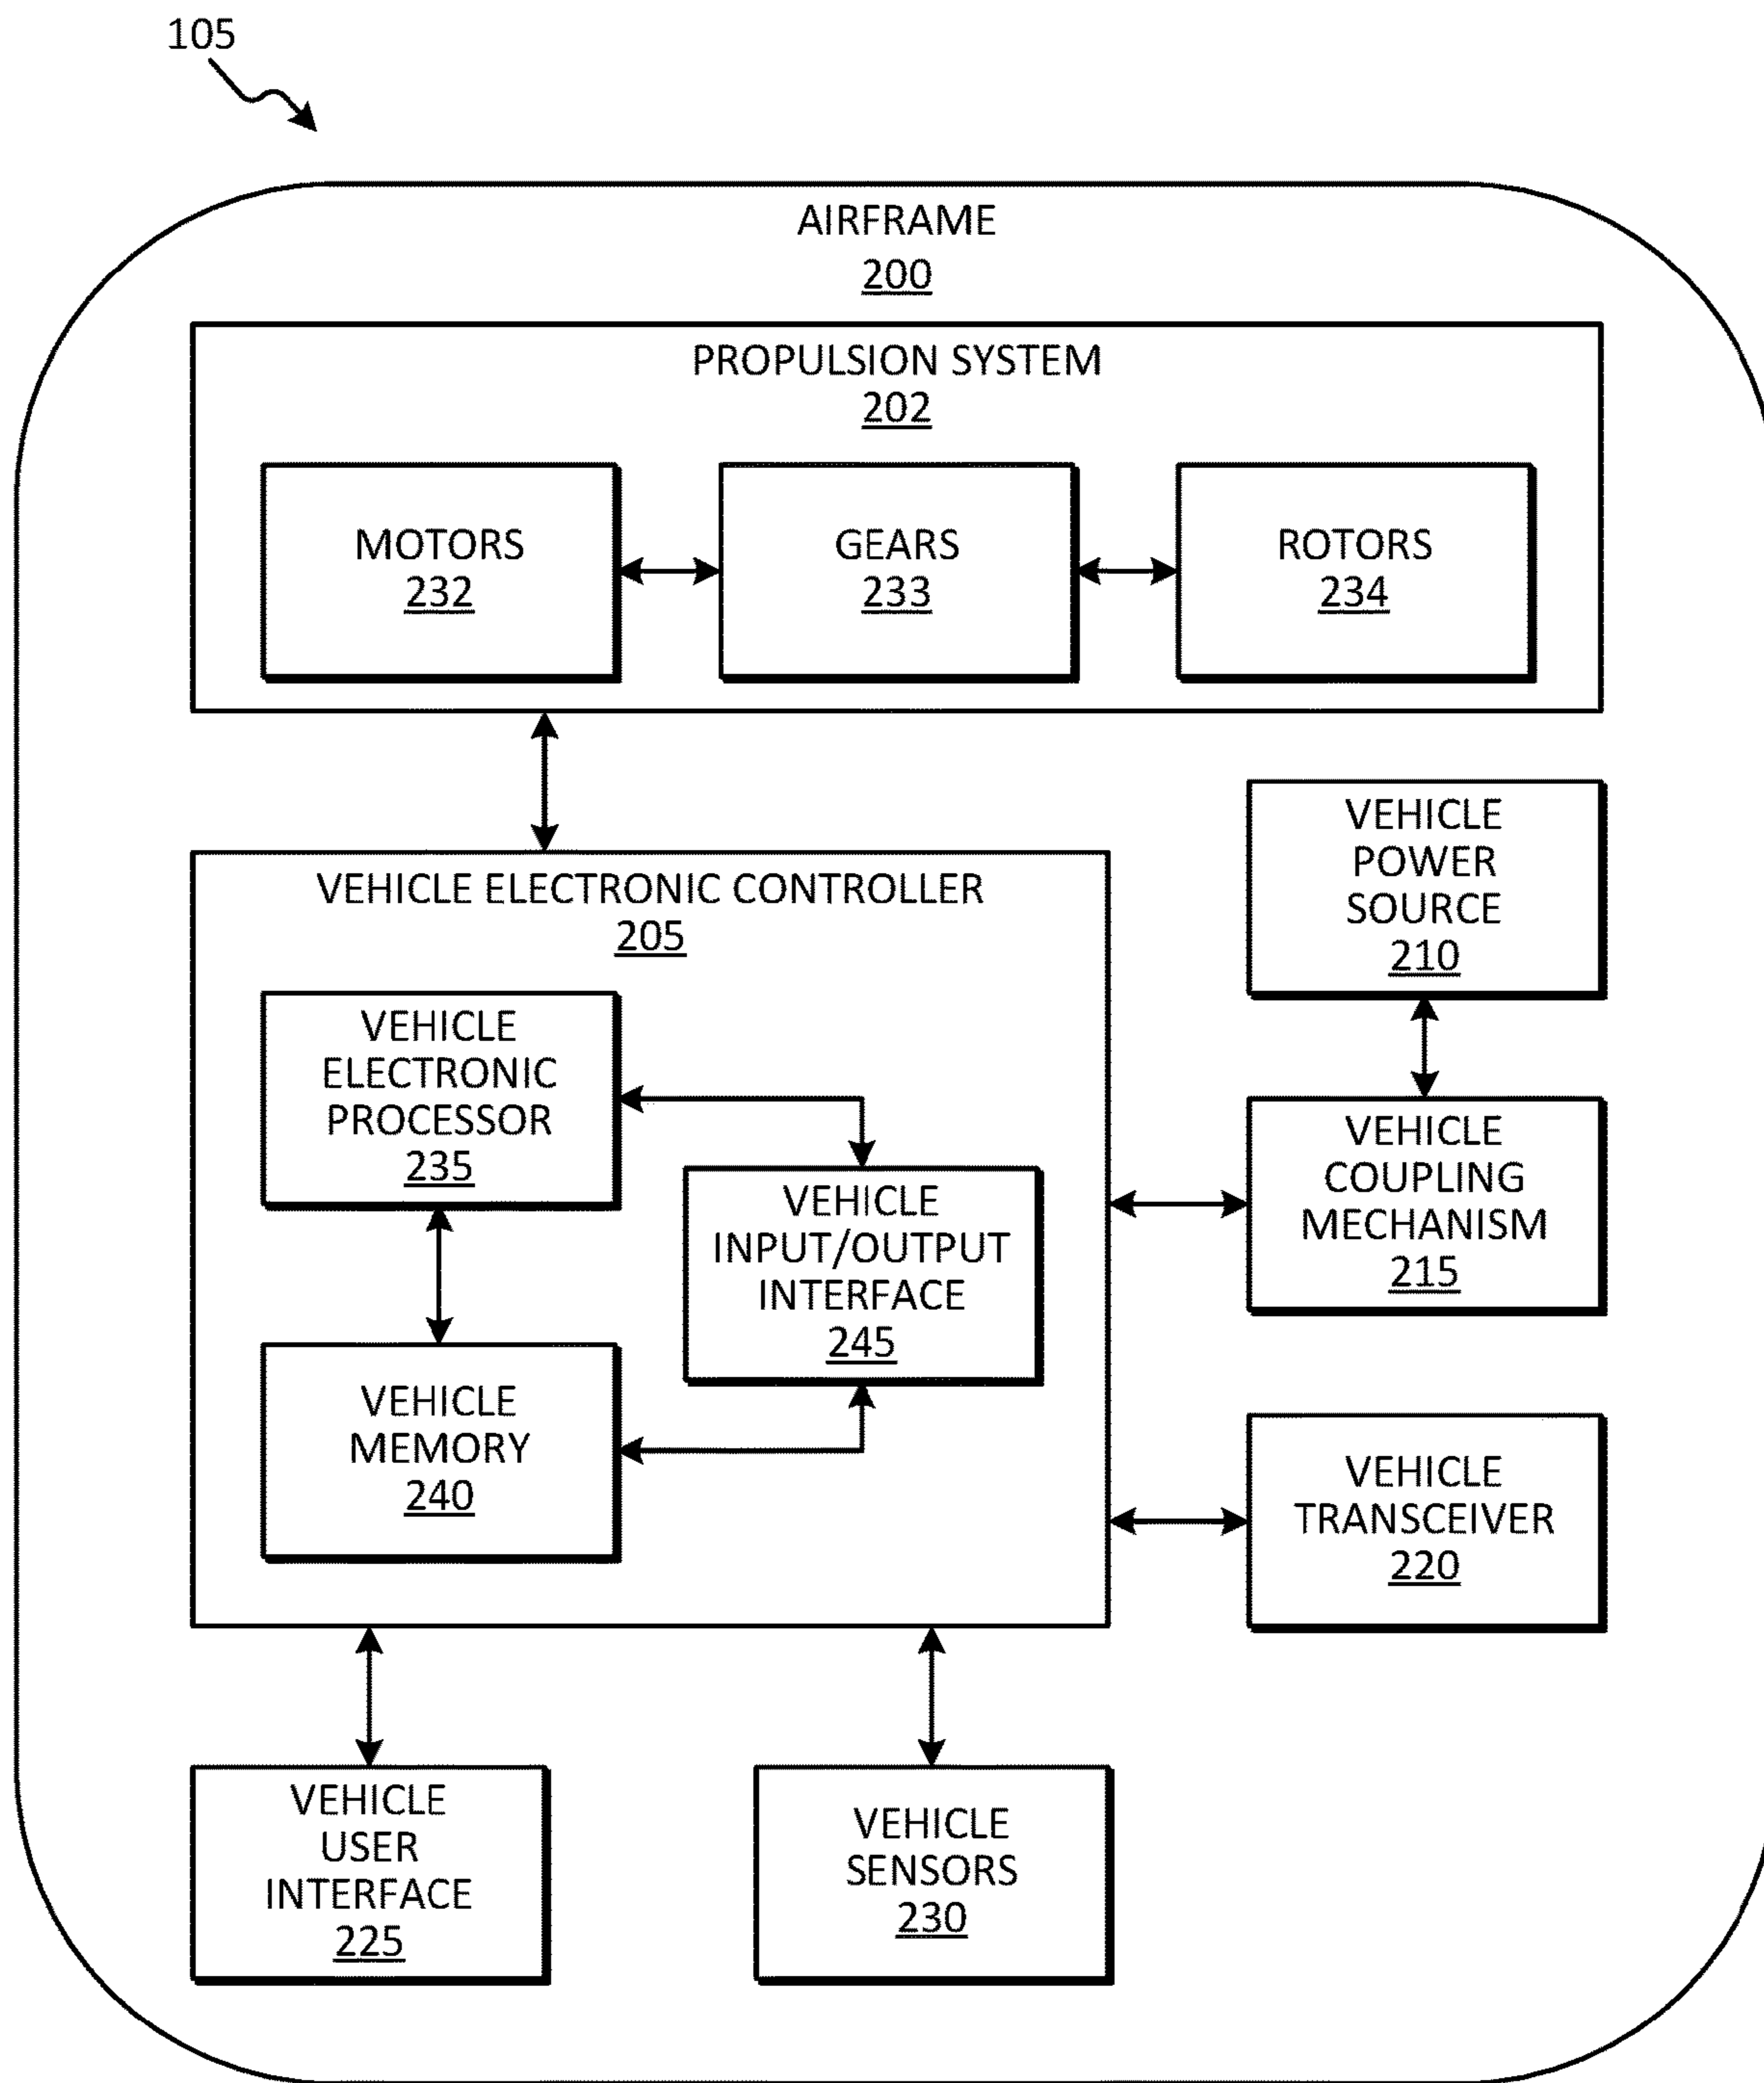 105
AIRFRAME
200
PROPULSION SYSTEM
202
MOTORS
232
GEARS
233
ROTORS
234
VEHICLE ELECTRONIC CONTROLLER
205
VEHICLE
ELECTRONIC
PROCESSOR
235
VEHICLE
INPUT/OUTPUT
INTERFACE
245
VEHICLE
MEMORY
240
VEHICLE
POWER
SOURCE
210
VEHICLE
COUPLING
MECHANISM
215
VEHICLE
TRANSCEIVER
220
VEHICLE
USER
INTERFACE
225
VEHICLE
SENSORS
230